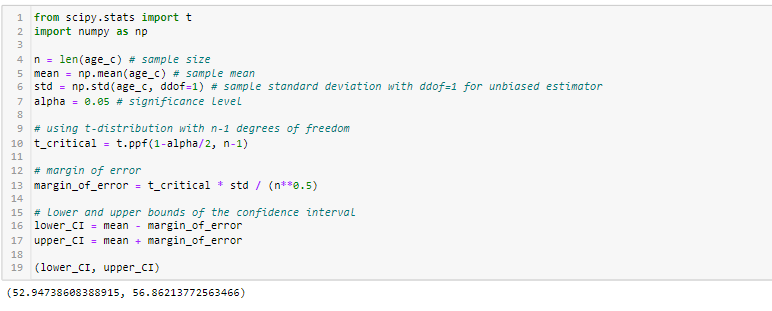 1 from scipy.stats import t
2 import numpy as np
3
4 n = len(age_c) # sample size
5 mean = np.mean(age_c) # sample mean
6 std = np.std(age_c, ddof=1) # sample standard deviation with ddof=1 for unbiased estimator
7 alpha = 0.05 # significance level
8
9 # using t-distribution with n-1 degrees of freedom
10 t_critical = t.ppf(1-alpha/2, n-1)
11
12 # margin of error
13 margin_of_error = t_critical * std / (n**0.5)
14
15 # lower and upper bounds of the confidence interval
16 lower_CI = mean - margin_of_error
17 upper_CI = mean + margin_of_error
18
19 (lower_CI, upper_CI)
(52.94738608388915, 56.86213772563466)